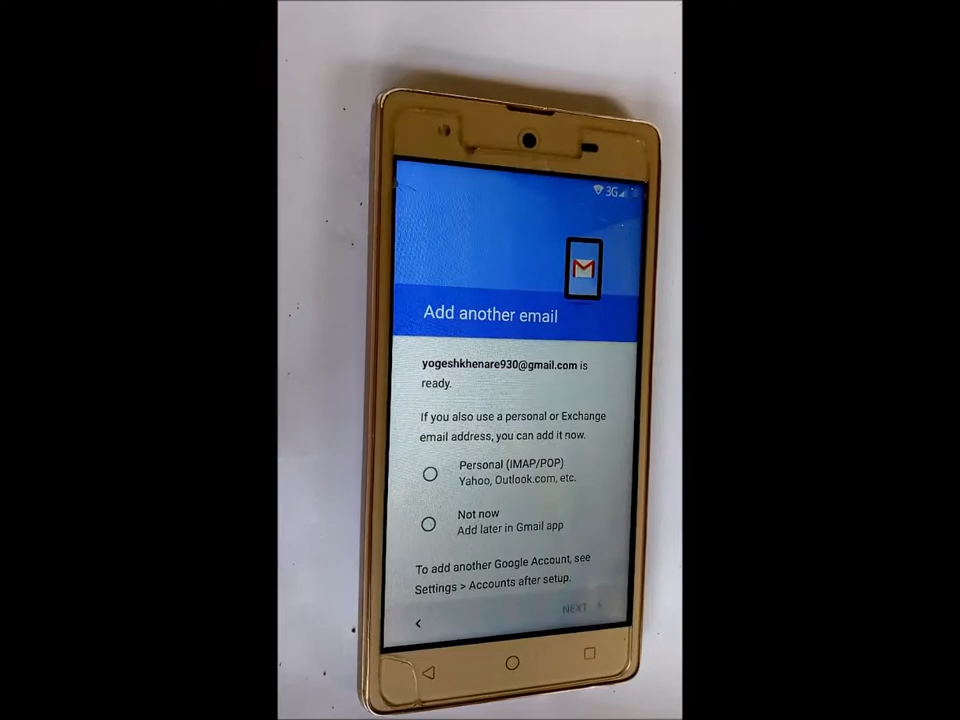 3G
Add another email
yogeshkhenare930@gmail.com is
ready.
If you also use a personal or Exchange
email address, you can add it now.
Personal (IMAP/POP)
Yahoo, Outlook.com, etc.
Not now
Add later in Gmail app
To add another Google Account, see
Settings > Accounts after setup.
NEXT >
<